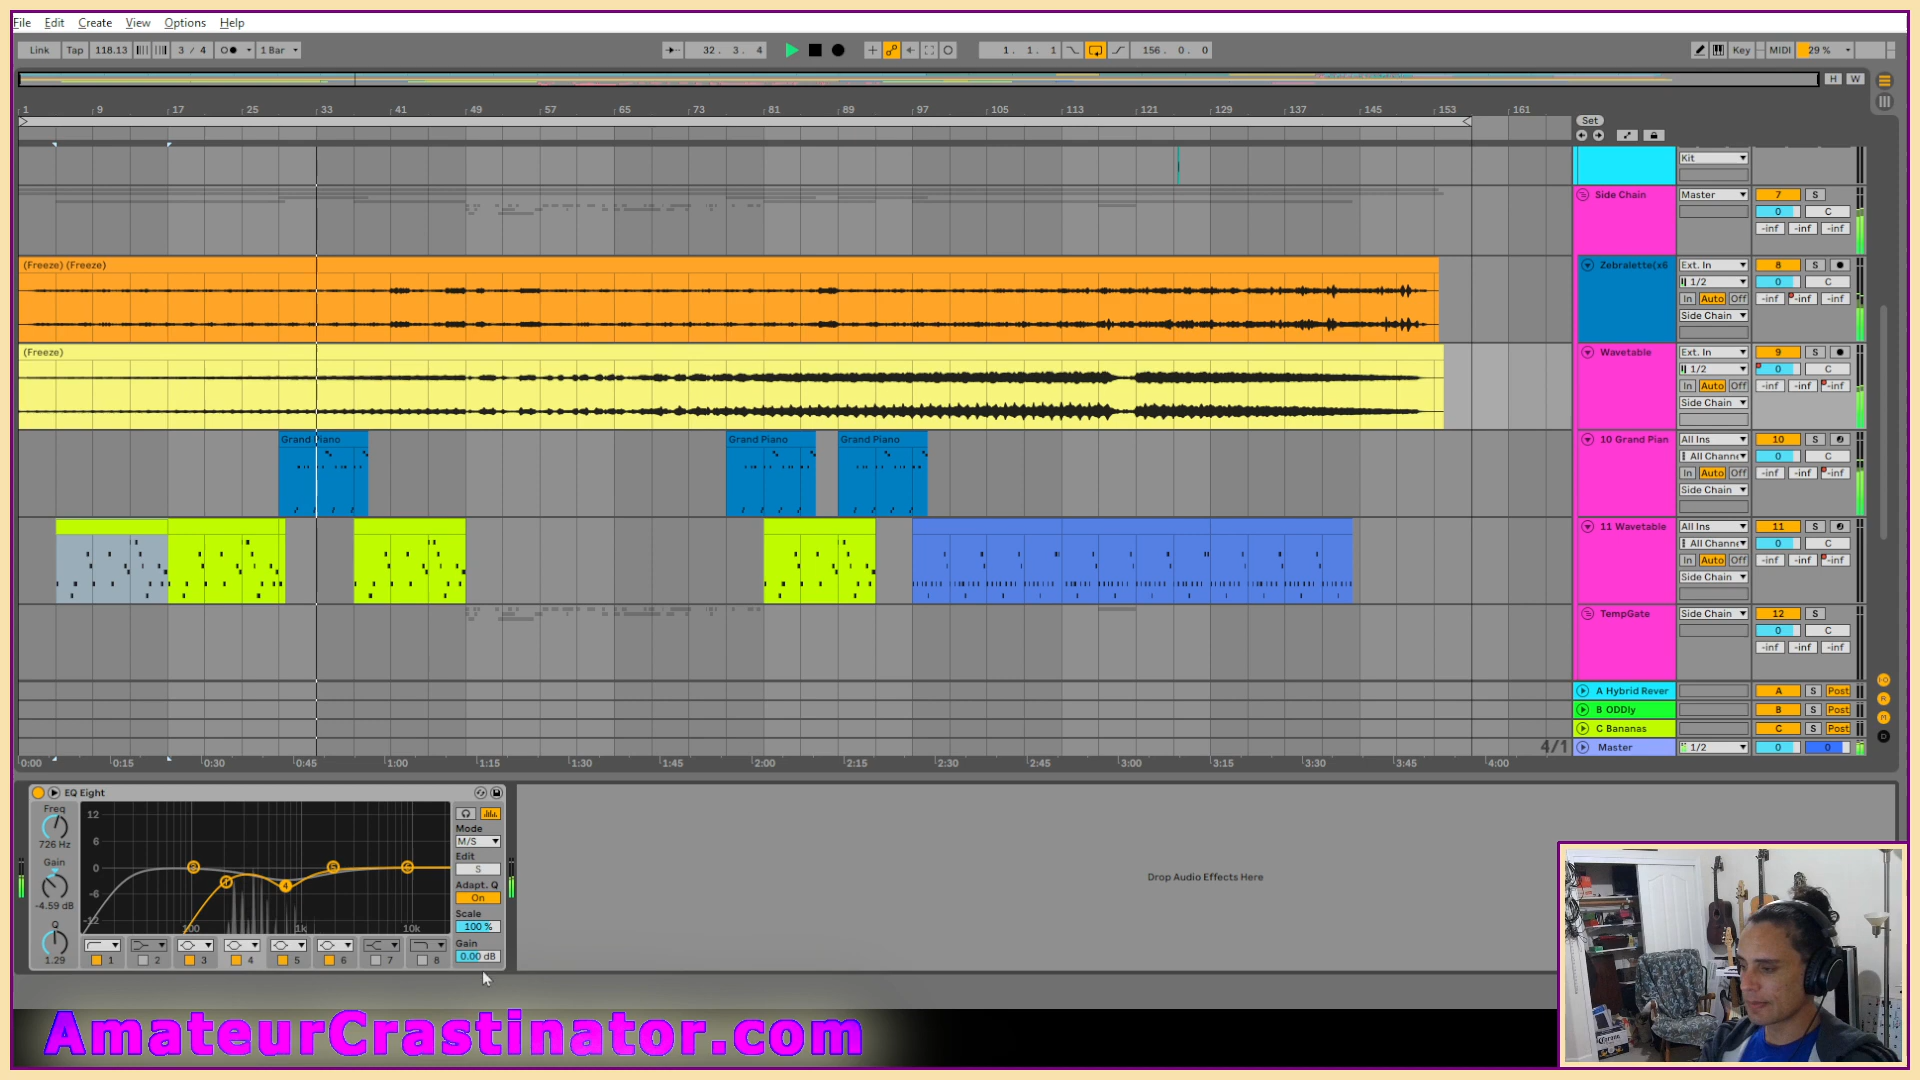 File Edit Create View Options Help
Link Tap 118.13 3 / 4 1 Bar 32. 3. 4 1. 1. 1 156. 0. 0 Key MIDI 29 %
H W
1 9 17 25 33 41 49 57 65 73 81 89 97 105 113 121 129 137 145 153 161
Set
Kit
Side Chain Master 7 S
0 C
-inf -inf -inf
(Freeze) (Freeze) Zebralette(x6 Ext. In 8 S
1/2 0 C
In Auto Off -inf -inf -inf
Side Chain
(Freeze) Wavetable Ext. In 9 S
1/2 0 C
In Auto Off -inf -inf -inf
Side Chain
Grand Piano Grand Piano Grand Piano 10 Grand Pian All Ins 10 S
All Channe 0 C
In Auto Off -inf -inf -inf
Side Chain
11 Wavetable All Ins 11 S
All Channe 0 C
In Auto Off -inf -inf -inf
Side Chain
TempGate Side Chain 12 S
0 C
-inf -inf -inf
A Hybrid Rever A S Post
B ODDly B S Post
C Bananas C S Post
4/1 Master 1/2 0 0
0:00 0:15 0:30 0:45 1:00 1:15 1:30 1:45 2:00 2:15 2:30 2:45 3:00 3:15 3:30 3:45 4:00
EQ Eight
Freq
726 Hz
Gain
-4.59 dB
Q
1.29
12
6
0
-6
-12
100 1k 10k
1 2 3 4 5 6 7 8
Mode
M/S
Edit
S
Adapt. Q
On
Scale
100 %
Gain
0.00 dB
Drop Audio Effects Here
AmateurCrastinator.com